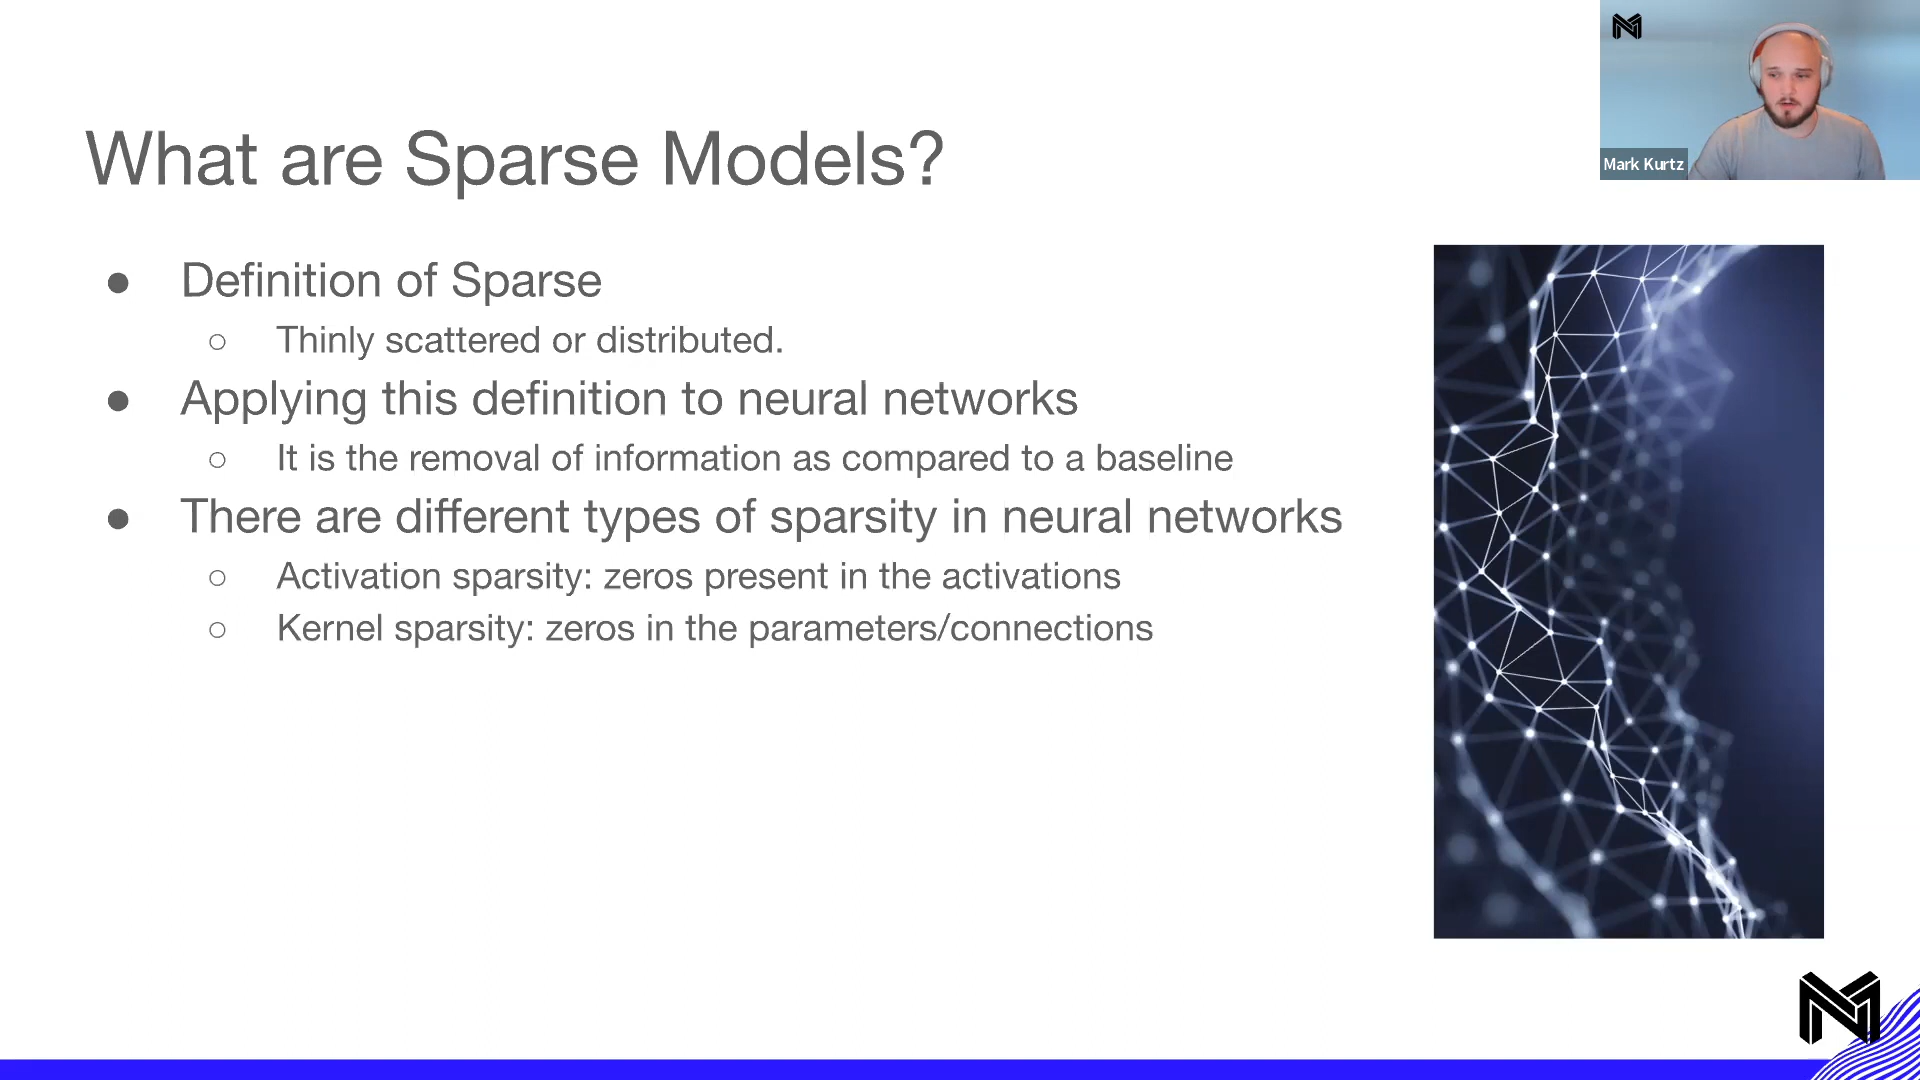 What are Sparse Models?
● Definition of Sparse
○ Thinly scattered or distributed.
● Applying this definition to neural networks
○ It is the removal of information as compared to a baseline
● There are different types of sparsity in neural networks
○ Activation sparsity: zeros present in the activations
○ Kernel sparsity: zeros in the parameters/connections
Mark Kurtz